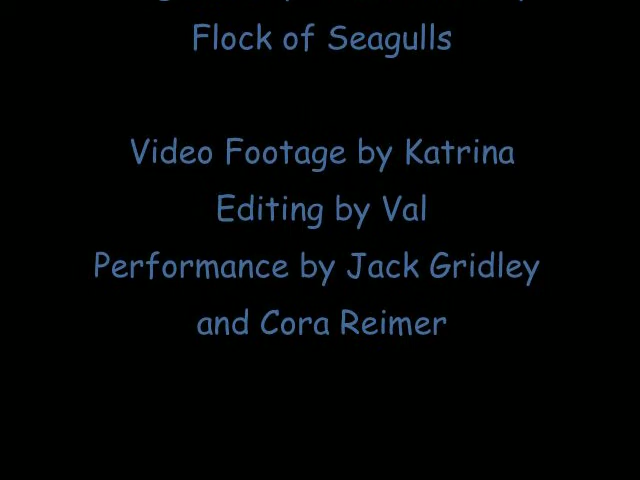 Flock of Seagulls
Video Footage by Katrina
Editing by Val
Performance by Jack Gridley
and Cora Reimer